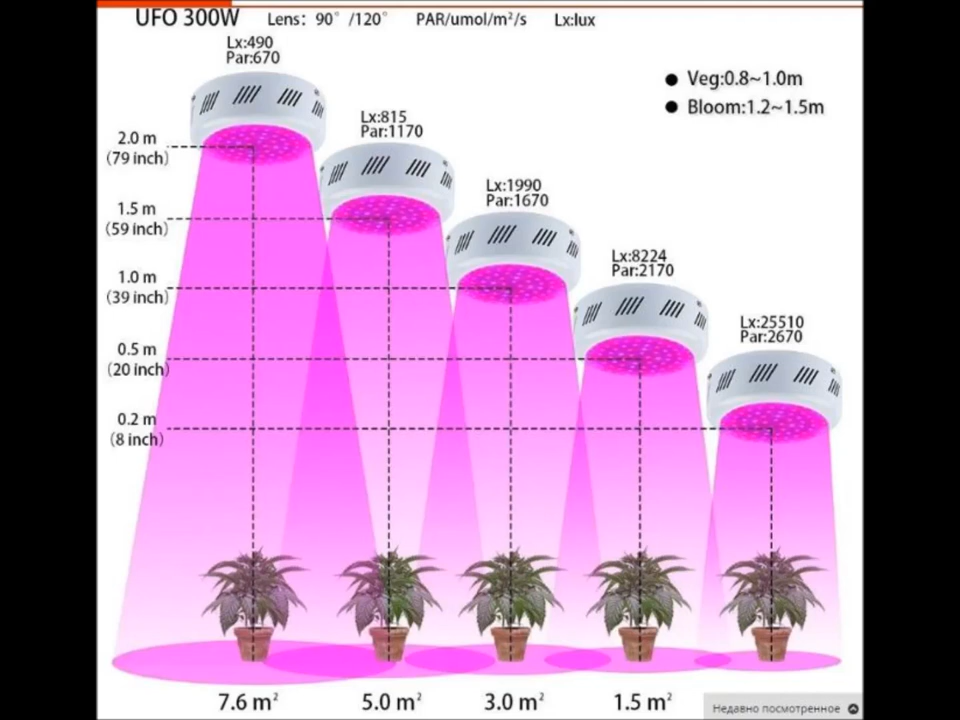 UFO 300W Lens: 90° /120° PAR/umol/m²/s Lx:lux
Lx:490
Par:670
● Veg:0.8~1.0m
● Bloom:1.2~1.5m
Lx:815
Par:1170
2.0 m
(79 inch)
Lx:1990
Par:1670
1.5 m
(59 inch)
Lx:8224
Par:2170
1.0 m
(39 inch)
Lx:25510
Par:2670
0.5 m
(20 inch)
0.2 m
(8 inch)
7.6 m² 5.0 m² 3.0 m² 1.5 m²
Недавно посмотренное